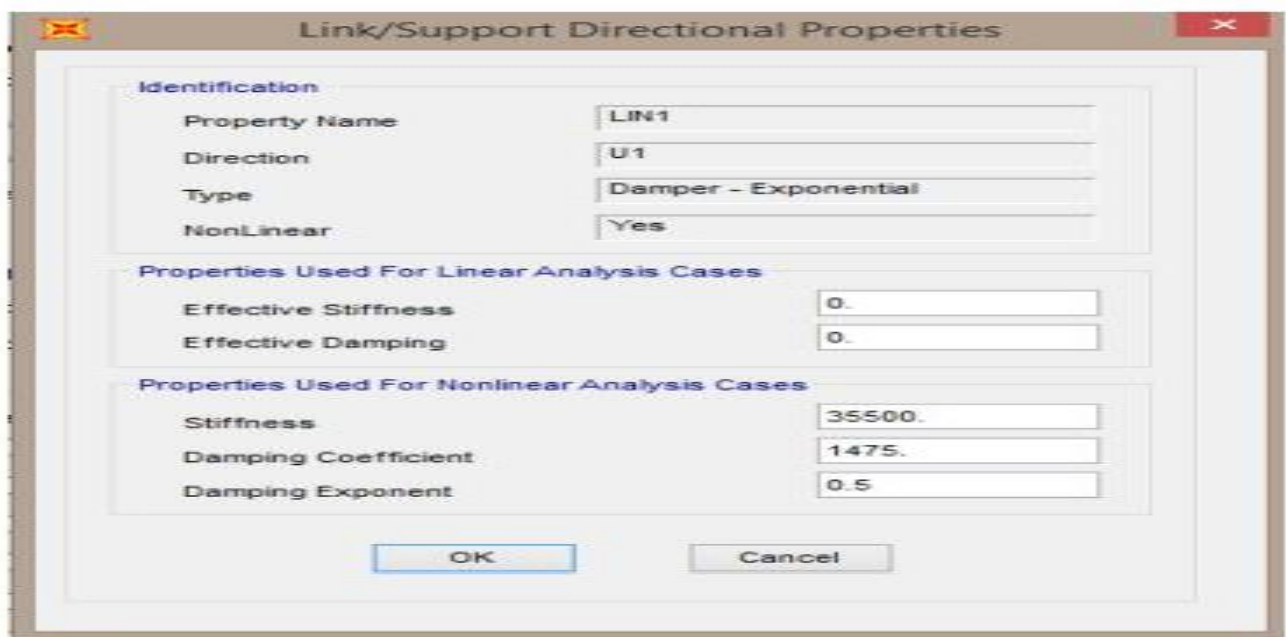 Link/Support Directional Properties
Identification
Property Name LIN1
Direction U1
Type Damper - Exponential
NonLinear Yes
Properties Used For Linear Analysis Cases
Effective Stiffness 0.
Effective Damping 0.
Properties Used For Nonlinear Analysis Cases
Stiffness 35500.
Damping Coefficient 1475.
Damping Exponent 0.5
OK Cancel